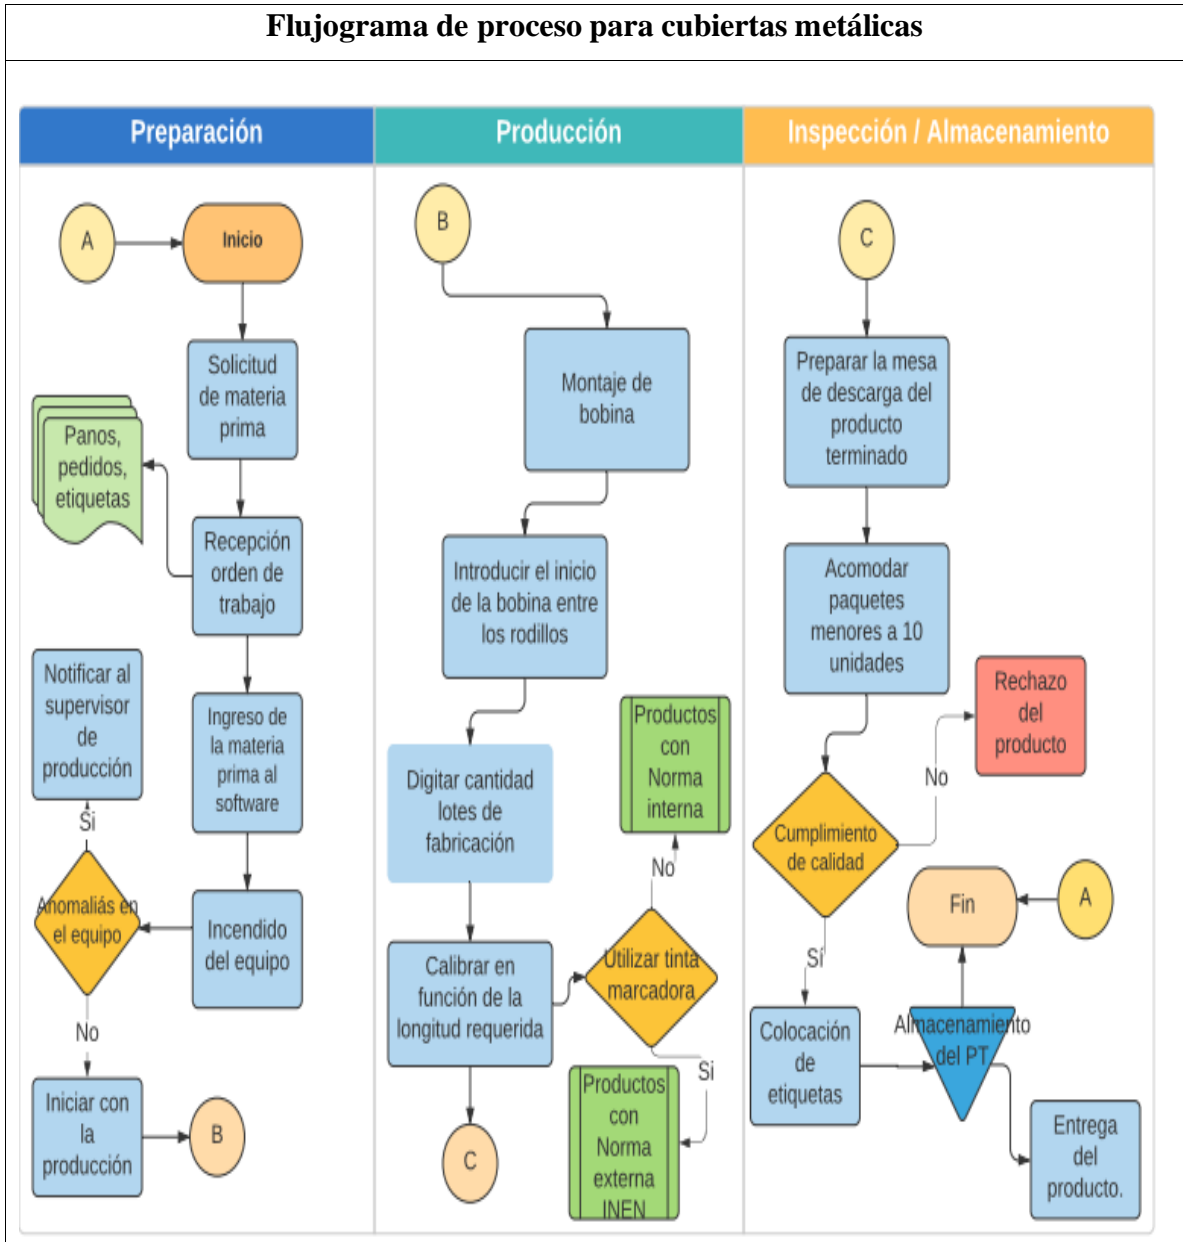 Flujograma de proceso para cubiertas metálicas
Preparación
A
Inicio
Solicitud
de materia
prima
Panos,
pedidos,
etiquetas
Recepción
orden de
trabajo
Notificar al
supervisor
de
producción
Ingreso de
la materia
prima al
software
Si
Anomaliás en
el equipo
Incendido
del equipo
No
Iniciar con
la
producción
B
Producción
B
Montaje de
bobina
Introducir el inicio
de la bobina entre
los rodillos
Digitar cantidad
lotes de
fabricación
Productos
con
Norma
interna
No
Calibrar en
función de la
longitud requerida
Utilizar tinta
marcadora
Si
Productos
con
Norma
externa
INEN
C
Inspección / Almacenamiento
C
Preparar la mesa
de descarga del
producto
terminado
Acomodar
paquetes
menores a 10
unidades
Rechazo
del
producto
No
Cumplimiento
de calidad
Fin
A
Sí
Colocación
de
etiquetas
Almacenamiento
del PT
Entrega
del
producto.